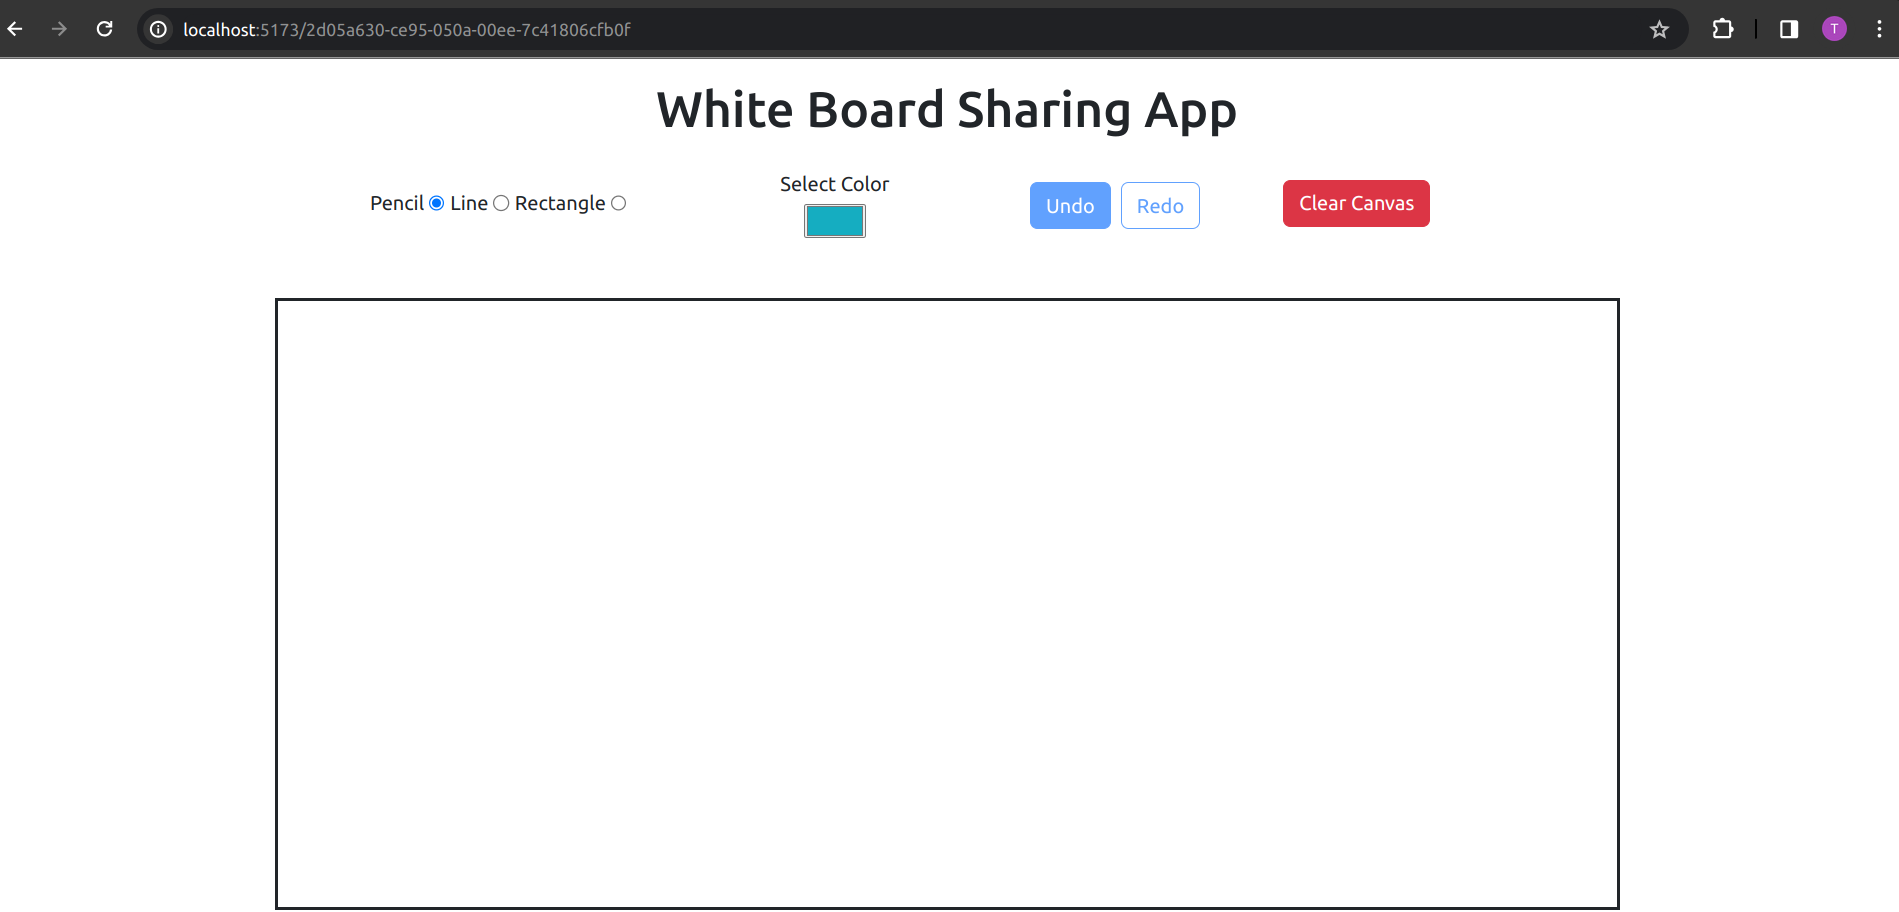 localhost:5173/2d05a630-ce95-050a-00ee-7c41806cfb0f
T
White Board Sharing App
Pencil Line Rectangle
Select Color
Undo Redo
Clear Canvas